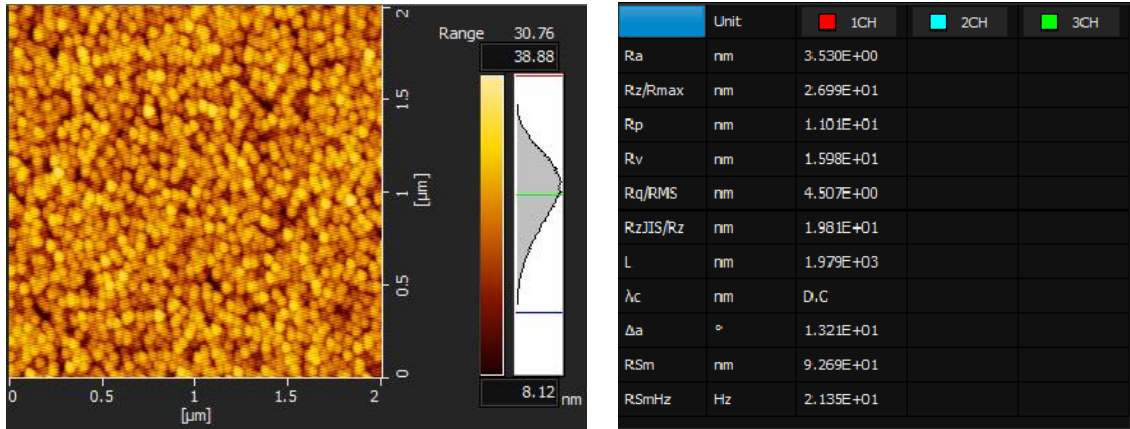 Range 30.76
38.88
2
1.5
1
[µm]
0.5
0
8.12 nm
0 0.5 1 1.5 2
[µm]
Unit 1CH 2CH 3CH
Ra nm 3.530E+00
Rz/Rmax nm 2.699E+01
Rp nm 1.101E+01
Rv nm 1.598E+01
Rq/RMS nm 4.507E+00
RzJIS/Rz nm 1.981E+01
L nm 1.979E+03
λc nm D.C
Δa ° 1.321E+01
RSm nm 9.269E+01
RSmHz Hz 2.135E+01